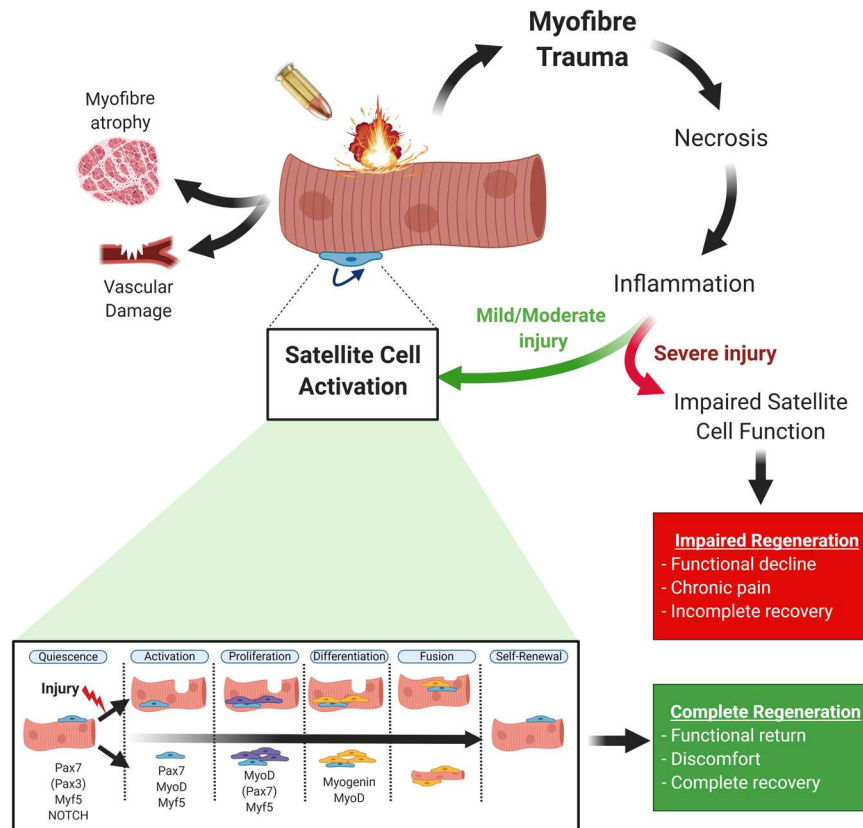 Myofibre
Trauma
Myofibre
atrophy
Necrosis
Vascular
Damage
Inflammation
Mild/Moderate
injury
Severe injury
Satellite Cell
Activation
Impaired Satellite
Cell Function
Impaired Regeneration
- Functional decline
- Chronic pain
- Incomplete recovery
Quiescence
Activation
Proliferation
Differentiation
Fusion
Self-Renewal
Injury
Pax7
(Pax3)
Myf5
NOTCH
Pax7
MyoD
Myf5
MyoD
(Pax7)
Myf5
Myogenin
MyoD
Complete Regeneration
- Functional return
- Discomfort
- Complete recovery